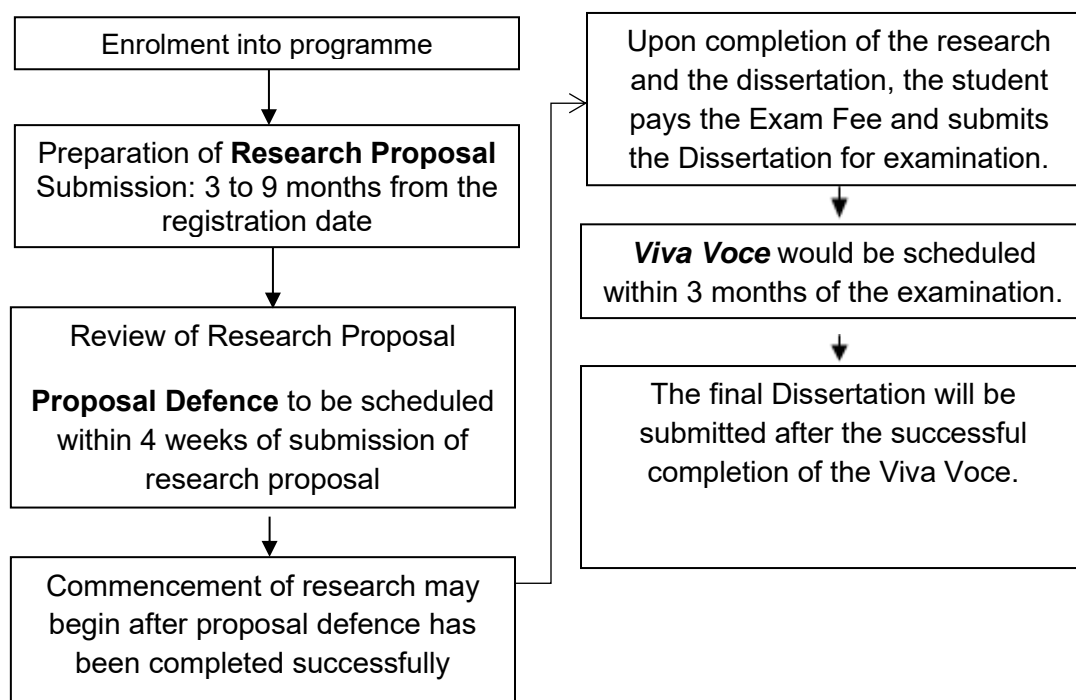 Enrolment into programme
Preparation of Research Proposal
Submission: 3 to 9 months from the
registration date
Review of Research Proposal
Proposal Defence to be scheduled
within 4 weeks of submission of
research proposal
Commencement of research may
begin after proposal defence has
been completed successfully
Upon completion of the research
and the dissertation, the student
pays the Exam Fee and submits
the Dissertation for examination.
Viva Voce would be scheduled
within 3 months of the examination.
The final Dissertation will be
submitted after the successful
completion of the Viva Voce.